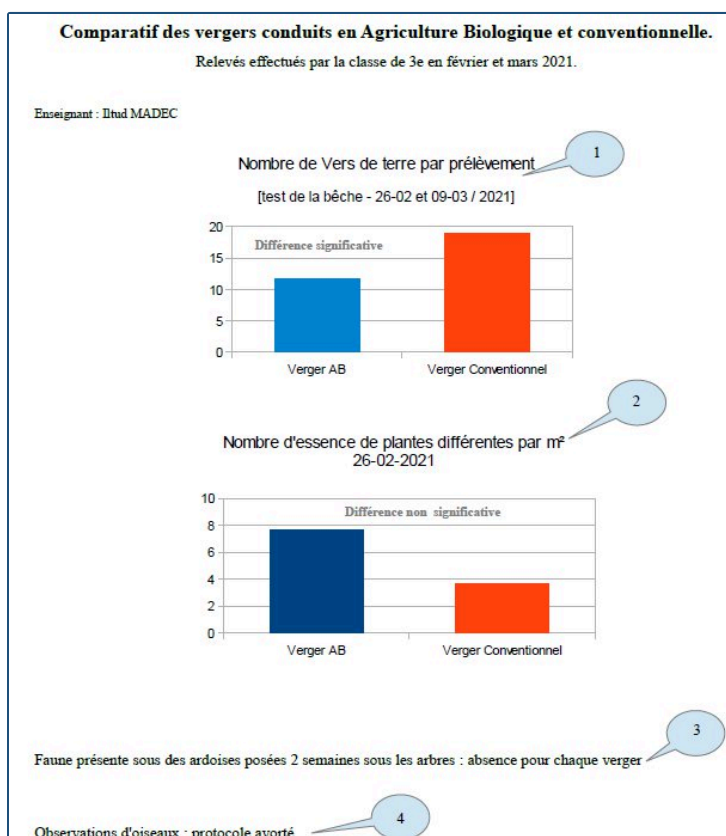 Comparatif des vergers conduits en Agriculture Biologique et conventionnelle.
Relevés effectués par la classe de 3e en février et mars 2021.
Enseignant : Iltud MADEC
1
Nombre de Vers de terre par prélèvement
[test de la bêche - 26-02 et 09-03 / 2021]
20
Différence significative
15
10
5
0
Verger AB Verger Conventionnel
2
Nombre d'essence de plantes différentes par m²
26-02-2021
10
Différence non significative
8
6
4
2
0
Verger AB Verger Conventionnel
3
Faune présente sous des ardoises posées 2 semaines sous les arbres : absence pour chaque verger
4
Observations d'oiseaux : protocole avorté